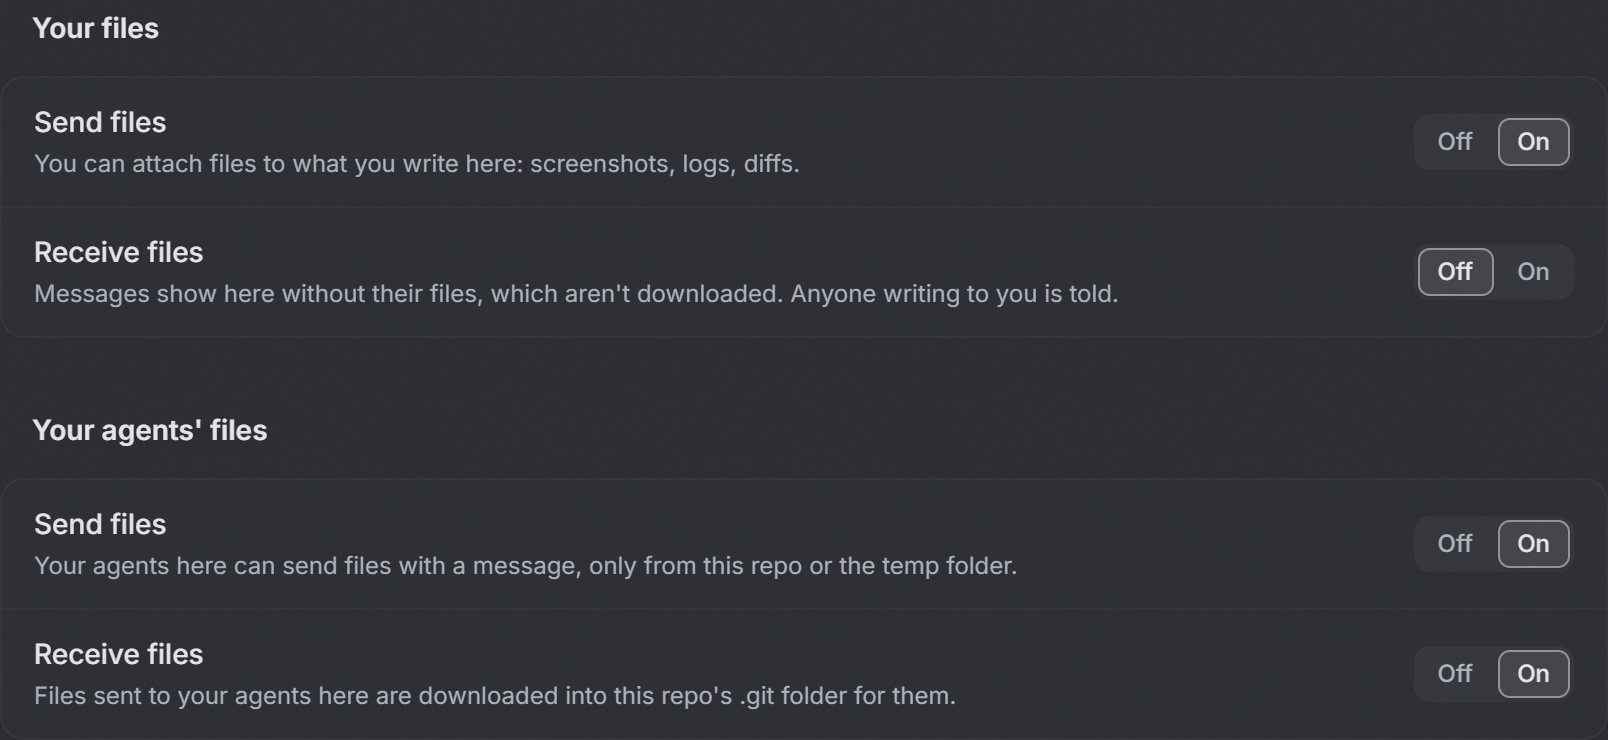 Your files
Send files
You can attach files to what you write here: screenshots, logs, diffs.
Off On
Receive files
Messages show here without their files, which aren't downloaded. Anyone writing to you is told.
Off On
Your agents' files
Send files
Your agents here can send files with a message, only from this repo or the temp folder.
Off On
Receive files
Files sent to your agents here are downloaded into this repo's .git folder for them.
Off On